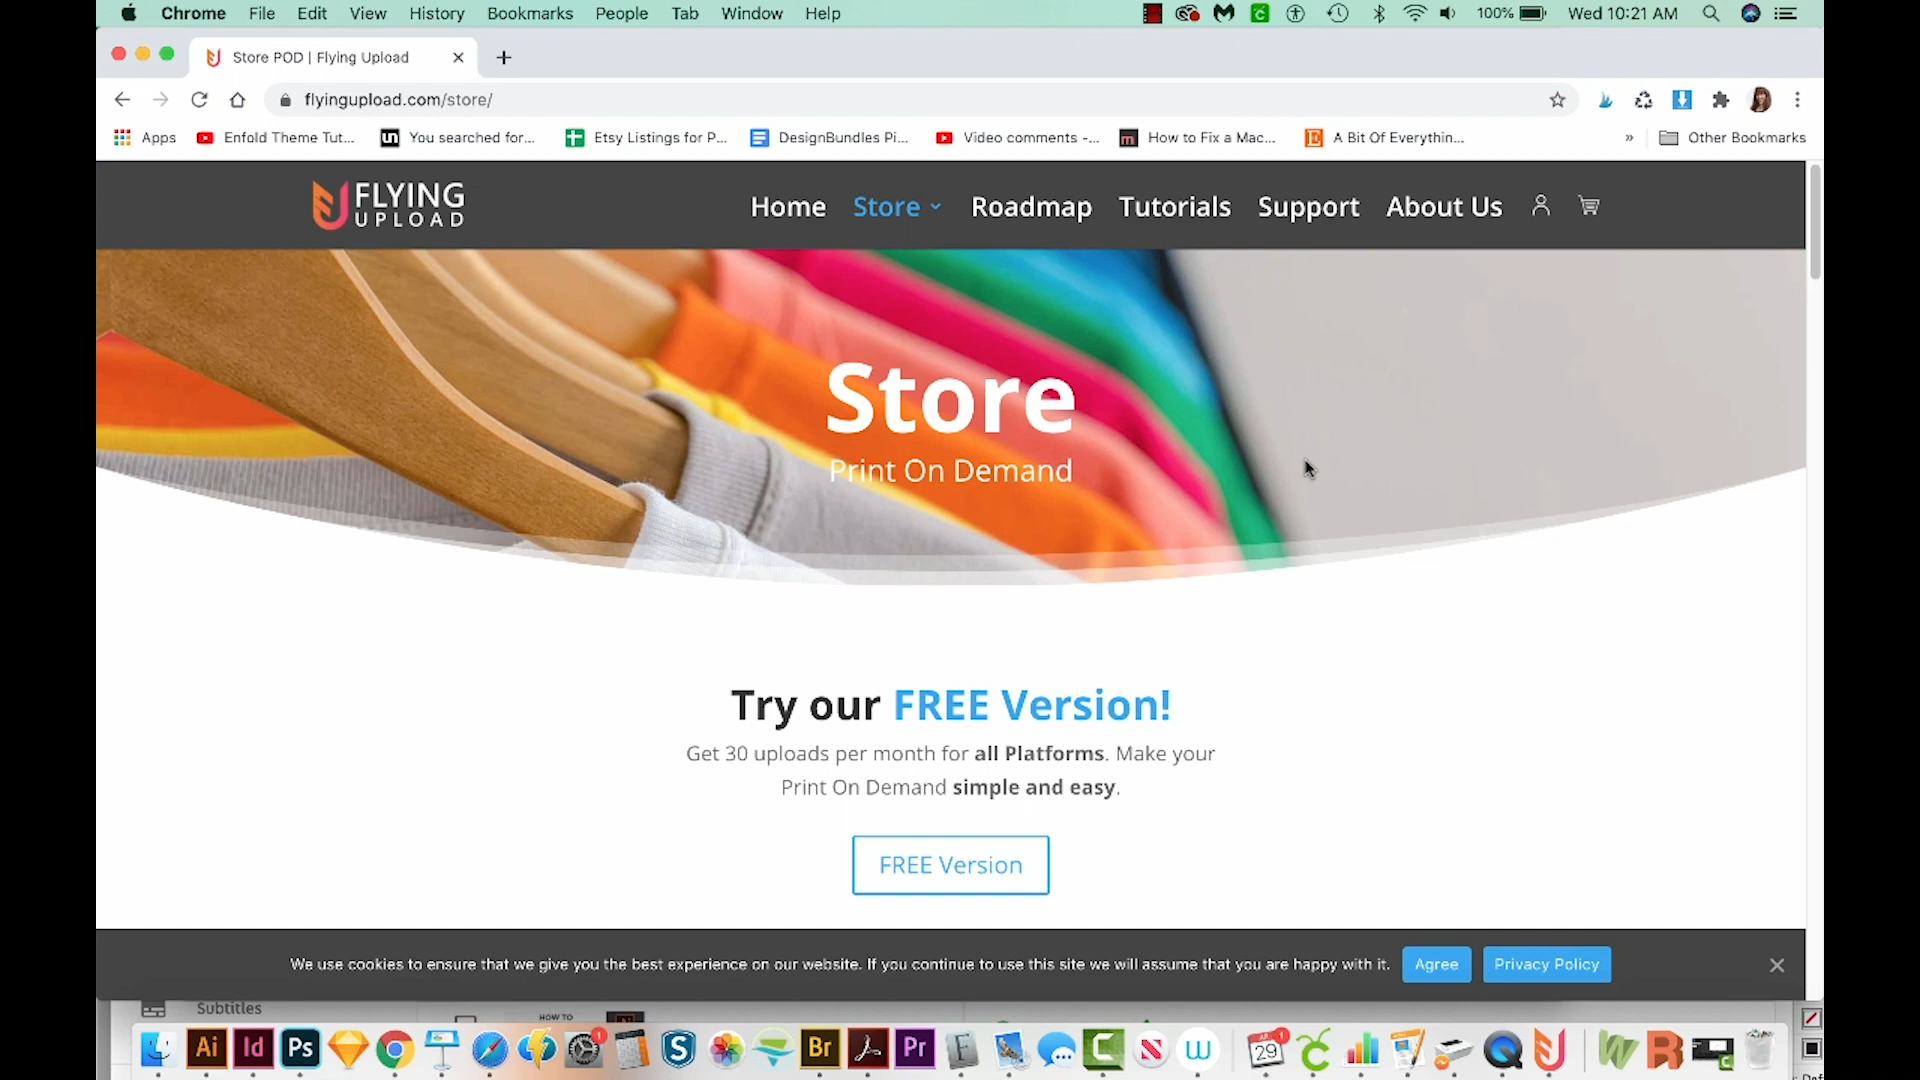 Chrome File Edit View History Bookmarks People Tab Window Help 100% Wed 10:21 AM
Store POD | Flying Upload
flyingupload.com/store/
Apps Enfold Theme Tut... You searched for... Etsy Listings for P... DesignBundles Pi... Video comments -... How to Fix a Mac... A Bit Of Everythin... » Other Bookmarks
FLYING
UPLOAD
Home Store Roadmap Tutorials Support About Us
Store
Print On Demand
Try our FREE Version!
Get 30 uploads per month for all Platforms. Make your
Print On Demand simple and easy.
FREE Version
We use cookies to ensure that we give you the best experience on our website. If you continue to use this site we will assume that you are happy with it. Agree Privacy Policy
Subtitles
HOW TO
Ai Id Ps 1 S Br Pr 1 29